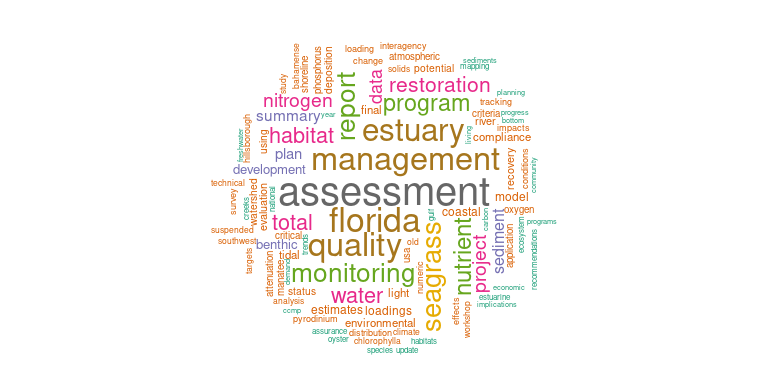 loading
interagency
bahamense
shoreline
phosphorus
deposition
change
atmospheric
sediments
mapping
study
report
data
solids
potential
restoration
planning
nitrogen
final
program
tracking
summary
year
criteria
progress
river
bottom
hillsborough
freshwater
using
habitat
estuary
living
impacts
compliance
plan
management
recovery
conditions
community
development
technical
survey
creeks
watershed
evaluation
national
assessment
model
total
florida
gulf
coastal
carbon
oxygen
programs
suspended
critical
southwest
benthic
trends
quality
old
usa
seagrass
nutrient
project
sediment
application
ecosystem
recommendations
tidal
targets
attenuation
manatee
demand
monitoring
numeric
status
water
light
economic
estuarine
implications
analysis
ccmp
estimates
loadings
effects
workshop
pyrodinium
environmental
assurance
distribution
climate
oyster
chlorophylla
habitats
species
update